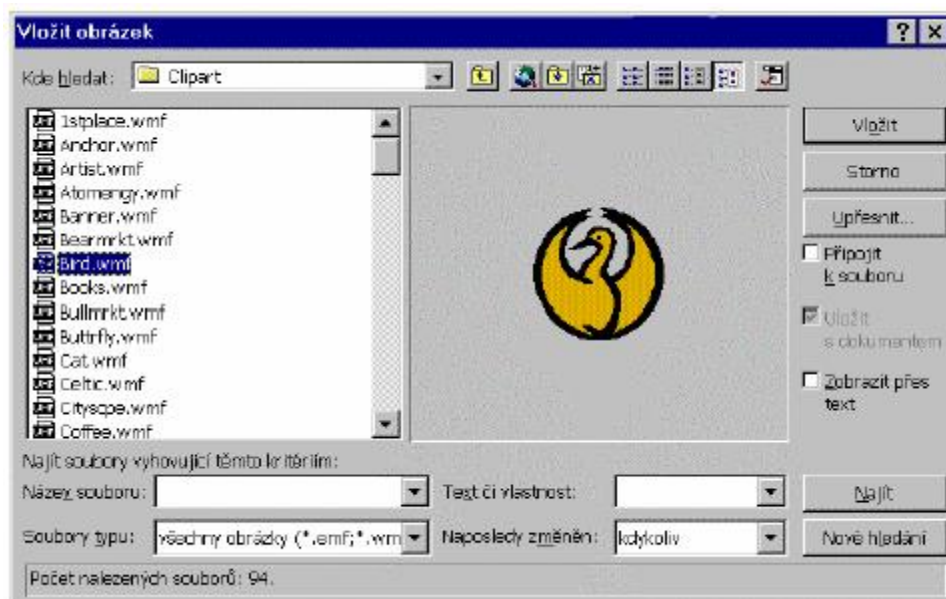 Vložit obrázek
Kde hledat: Clipart
1stplace.wmf
Anchor.wmf
Artist.wmf
Atomengy.wmf
Banner.wmf
Bearmrkt.wmf
Bird.wmf
Books.wmf
Bullmrkt.wmf
Buttrfly.wmf
Cat.wmf
Celtic.wmf
Cityscpe.wmf
Coffee.wmf
Vložit
Storno
Upřesnit...
Připojit
k souboru
Uložit
s dokumentem
Zobrazit přes
text
Najít soubory vyhovující těmto kritériím:
Název souboru: Text či vlastnost: Najít
Soubory typu: všechny obrázky (*.emf;*.wm Naposledy změněn: kdykoliv Nové hledání
Počet nalezených souborů: 94.